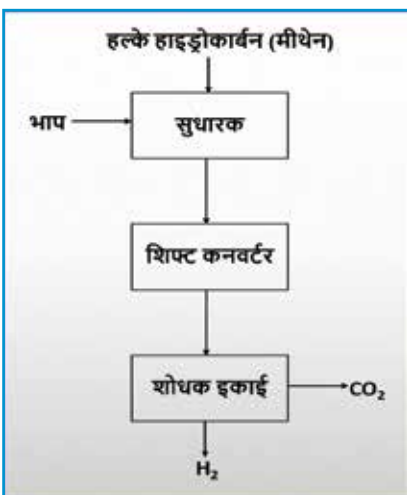 हल्के हाइड्रोकार्बन (मीथेन)
भाप
सुधारक
शिफ्ट कनवर्टर
शोधक इकाई
CO₂
H₂